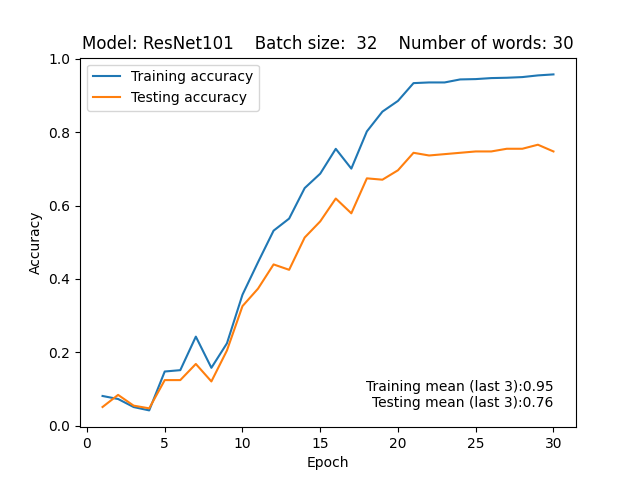 Model: ResNet101    Batch size:  32    Number of words: 30
1.0
Training accuracy
Testing accuracy
0.8
0.6
Accuracy
0.4
0.2
Training mean (last 3):0.95
Testing mean (last 3):0.76
0.0
0 5 10 15 20 25 30
Epoch